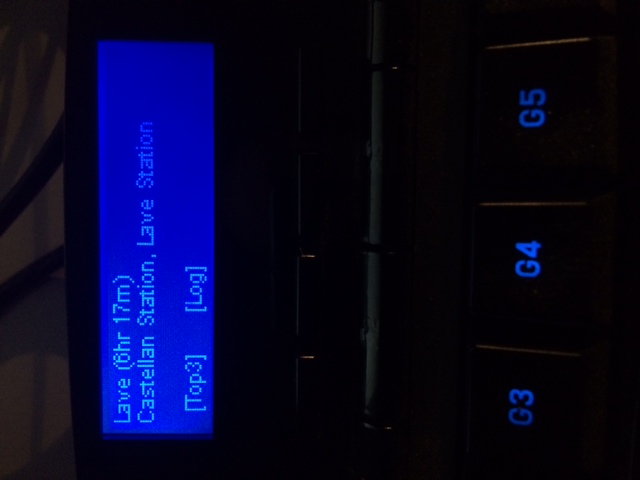 Lave (6hr 17m)
Castellan Station, Lave Station
[Top3] [Log]
G3 G4 G5